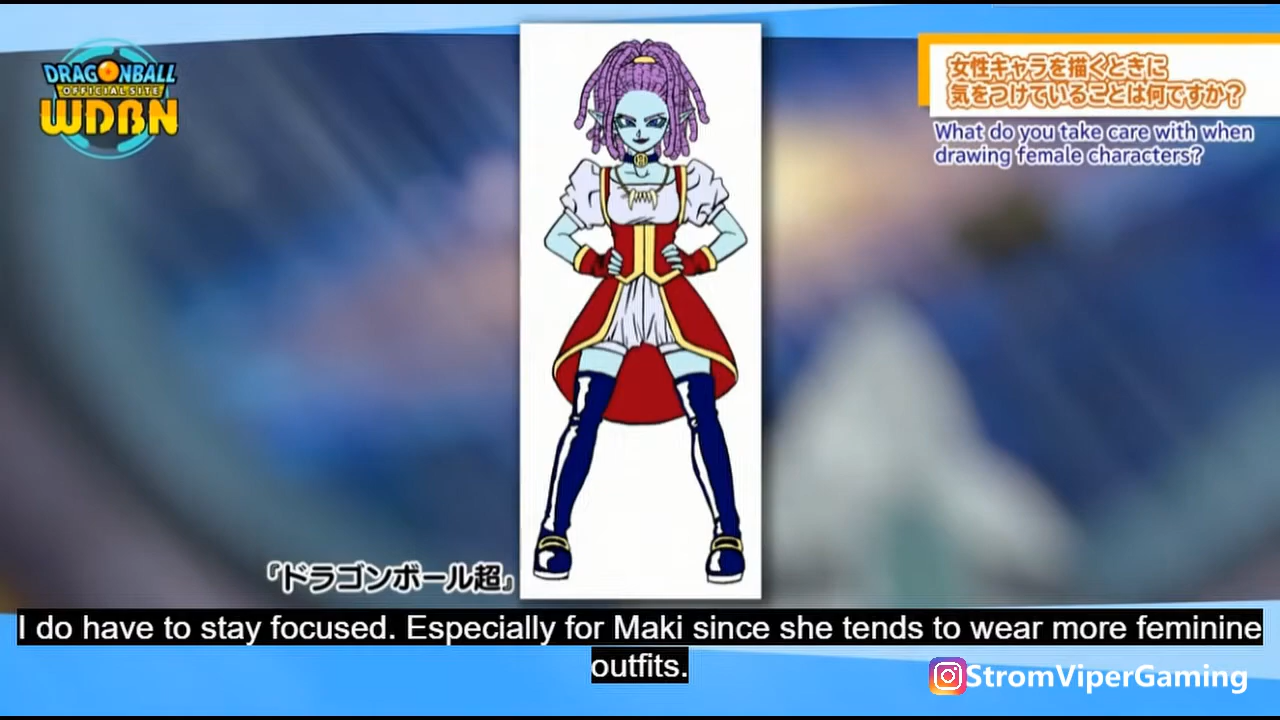 DRAGONBALL
OFFICIAL SITE
WDBN
女性キャラを描くときに
気をつけていることは何ですか？
What do you take care with when
drawing female characters?
『ドラゴンボール超』
I do have to stay focused. Especially for Maki since she tends to wear more feminine
outfits.
StromViperGaming